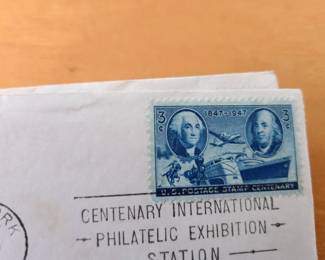 3¢ 1847·1947 3¢
U.S. POSTAGE STAMP CENTENARY
CENTENARY INTERNATIONAL
PHILATELIC EXHIBITION
STATION